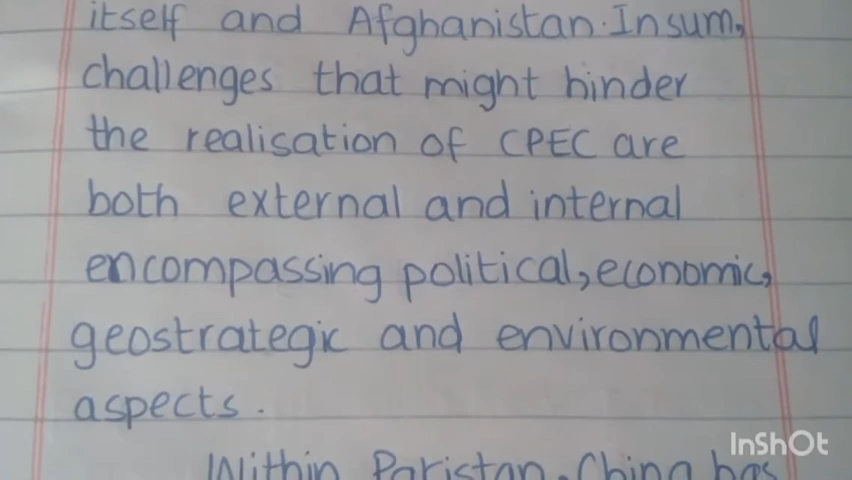 itself and Afghanistan. In sum,
challenges that might hinder
the realisation of CPEC are
both external and internal
encompassing political, economic,
geostrategic and environmental
aspects.
Within Pakistan, China has
InShOt